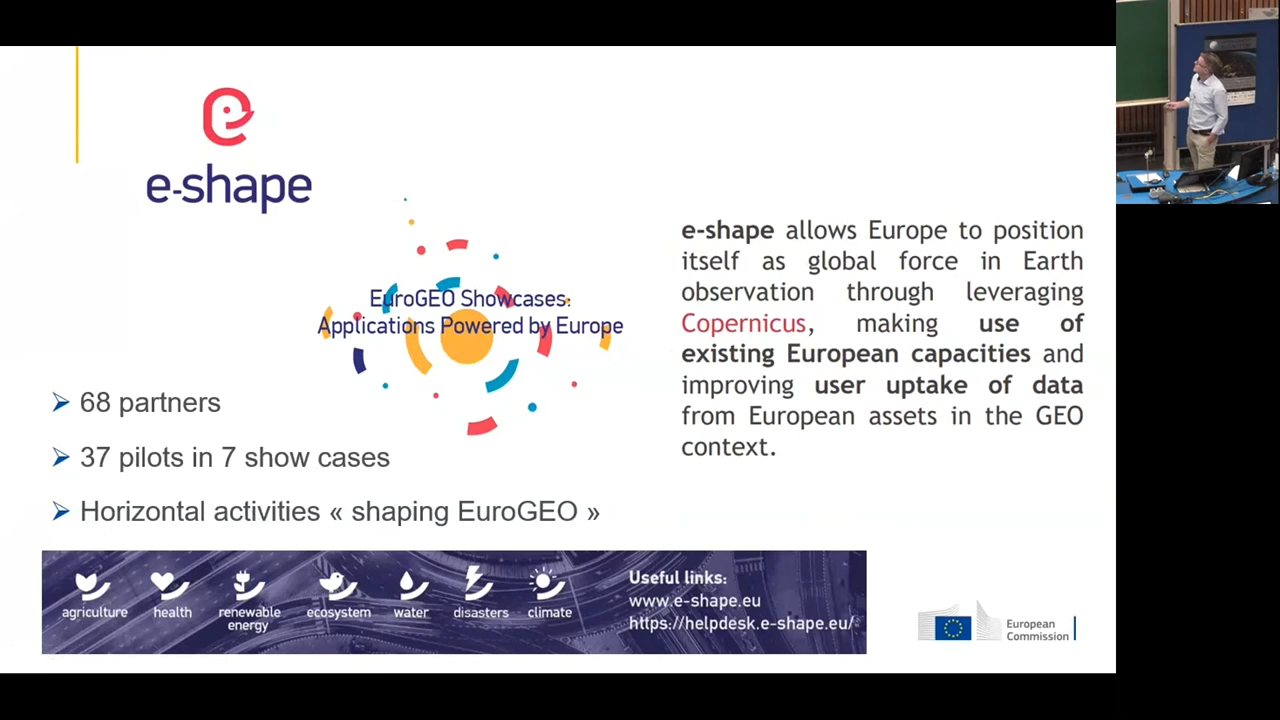 e-shape
EuroGEO Showcases:
Applications Powered by Europe
68 partners
37 pilots in 7 show cases
Horizontal activities « shaping EuroGEO »
e-shape allows Europe to position
itself as global force in Earth
observation through leveraging
Copernicus, making use of
existing European capacities and
improving user uptake of data
from European assets in the GEO
context.
agriculture
health
renewable
energy
ecosystem
water
disasters
climate
Useful links:
www.e-shape.eu
https://helpdesk.e-shape.eu/
European
Commission